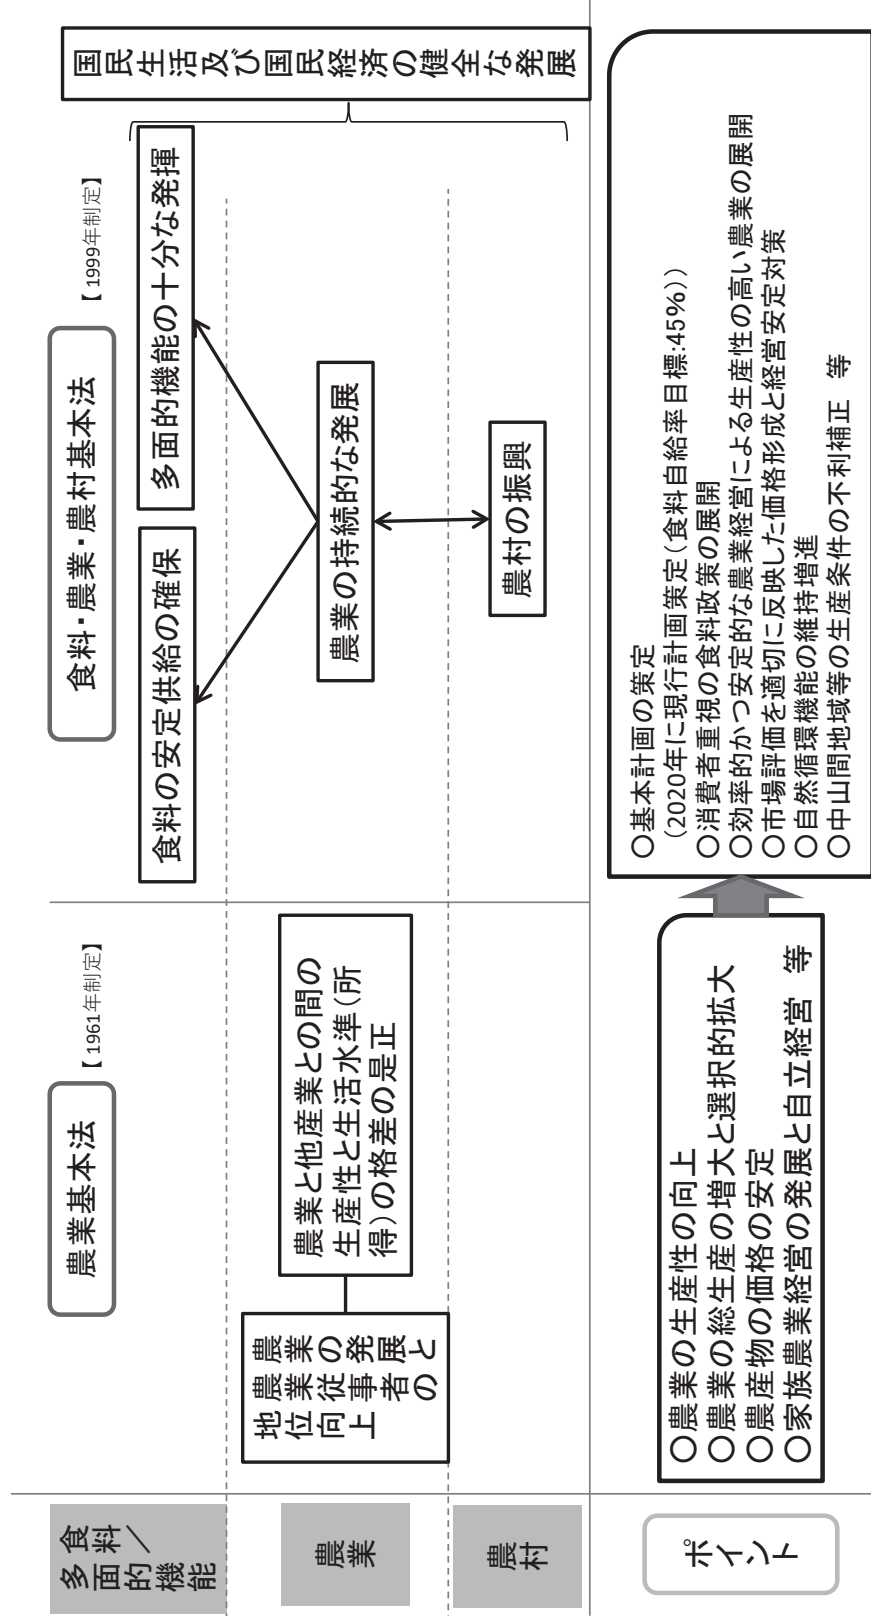 食料／
多面的
機能
農業
農村
ポイント
農業基本法
【1961年制定】
農業の発展と
農業従事者の
地位向上
農業と他産業との間の
生産性と生活水準(所
得)の格差の是正
〇農業の生産性の向上
〇農業の総生産の増大と選択的拡大
〇農産物の価格の安定
〇家族農業経営の発展と自立経営 等
食料・農業・農村基本法
【1999年制定】
食料の安定供給の確保
多面的機能の十分な発揮
農業の持続的な発展
農村の振興
国民生活及び国民経済の健全な発展
〇基本計画の策定
(2020年に現行計画策定(食料自給率目標:45%))
〇消費者重視の食料政策の展開
〇効率的かつ安定的な農業経営による生産性の高い農業の展開
〇市場評価を適切に反映した価格形成と経営安定対策
〇自然循環機能の維持増進
〇中山間地域等の生産条件の不利補正 等